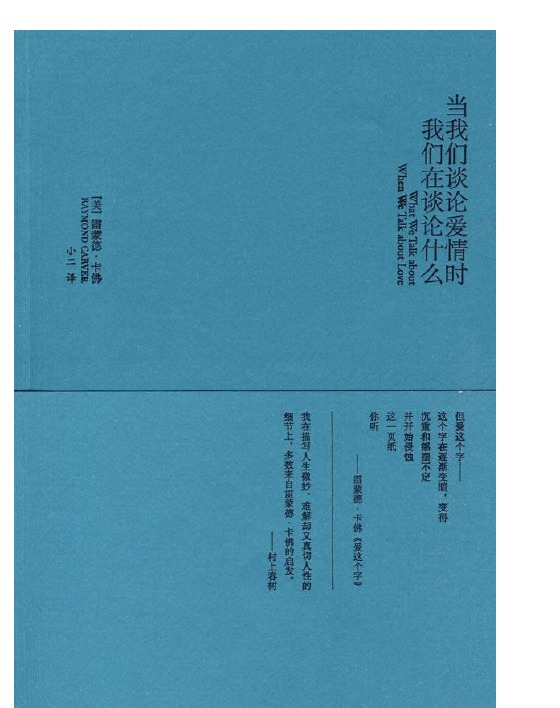 当我们谈论爱情时
我们在谈论什么
What We Talk about
When We Talk about Love
[美] 雷蒙德·卡佛
RAYMOND CARVER
小二 译
但爱这个字——
这个字在逐渐变暗，变得
沉重和摇摆不定
并开始侵蚀
这一页纸
你听
——雷蒙德·卡佛《爱这个字》
我在描写人生微妙、难解却又真切人性的
细节上，多数来自雷蒙德·卡佛的启发。
——村上春树